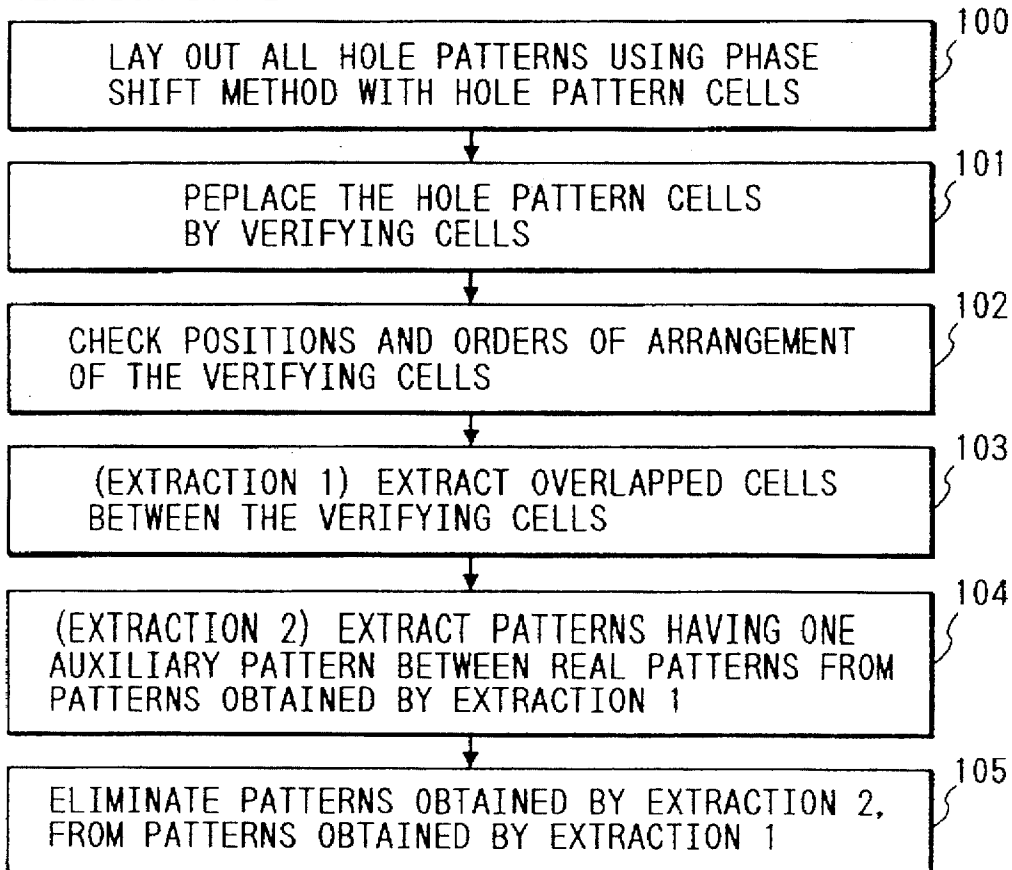 100
LAY OUT ALL HOLE PATTERNS USING PHASE
SHIFT METHOD WITH HOLE PATTERN CELLS
101
PEPLACE THE HOLE PATTERN CELLS
BY VERIFYING CELLS
102
CHECK POSITIONS AND ORDERS OF ARRANGEMENT
OF THE VERIFYING CELLS
103
(EXTRACTION 1) EXTRACT OVERLAPPED CELLS
BETWEEN THE VERIFYING CELLS
104
(EXTRACTION 2) EXTRACT PATTERNS HAVING ONE
AUXILIARY PATTERN BETWEEN REAL PATTERNS FROM
PATTERNS OBTAINED BY EXTRACTION 1
105
ELIMINATE PATTERNS OBTAINED BY EXTRACTION 2,
FROM PATTERNS OBTAINED BY EXTRACTION 1